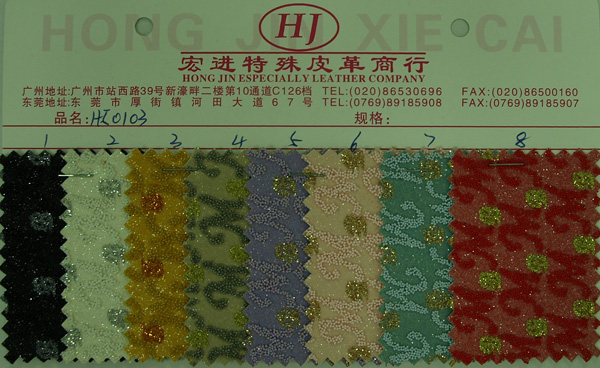 HONG JIN XIE CAI
HJ
宏进特殊皮革商行
HONG JIN ESPECIALLY LEATHER COMPANY
广州地址:广州市站西路39号新濠畔二楼第10通道C126档 TEL:(020)86530696 FAX:(020)86500160
东莞地址:东莞市厚街镇河田大道67号 TEL:(0769)89185908 FAX:(0769)89185907
品名: HJ0103 规格:
1 2 3 4 5 6 7 8